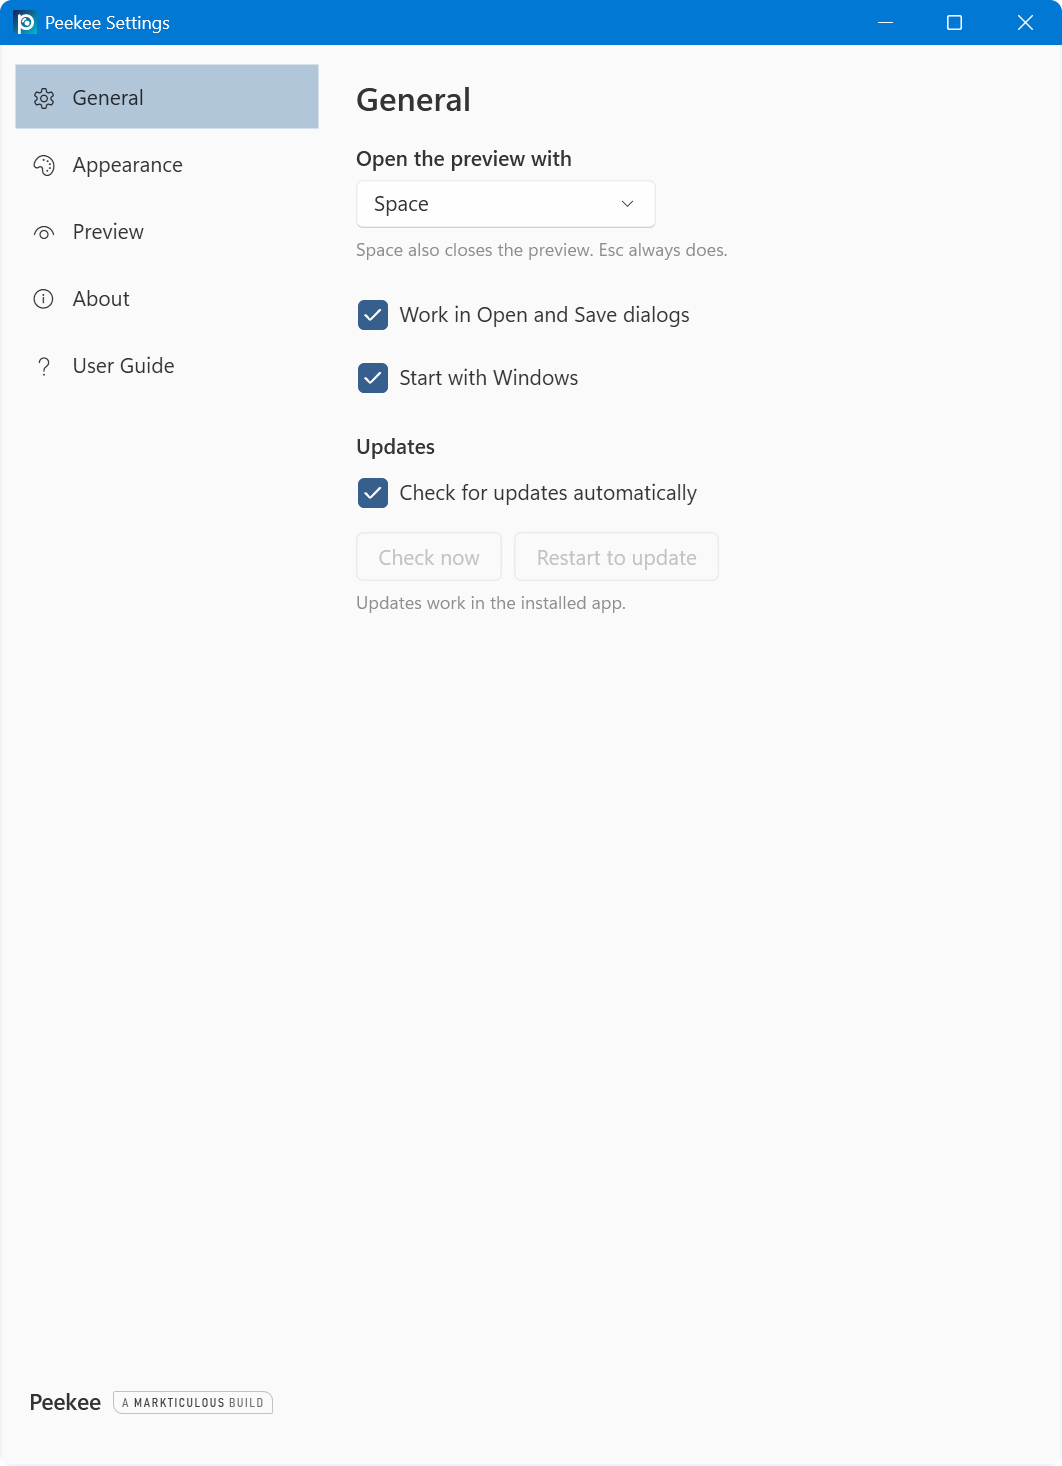 Peekee Settings
General
Appearance
Preview
About
User Guide
General
Open the preview with
Space
Space also closes the preview. Esc always does.
Work in Open and Save dialogs
Start with Windows
Updates
Check for updates automatically
Check now
Restart to update
Updates work in the installed app.
Peekee
A MARKTICULOUS BUILD